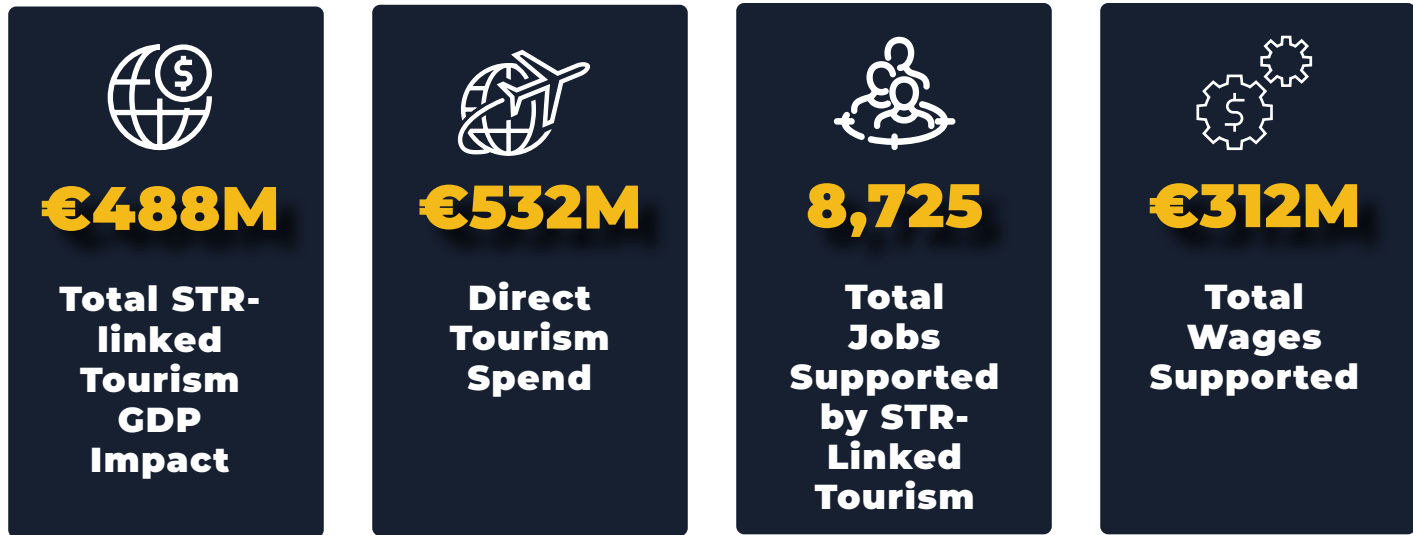 €488M
Total STR-
linked
Tourism
GDP
Impact
€532M
Direct
Tourism
Spend
8,725
Total
Jobs
Supported
by STR-
Linked
Tourism
€312M
Total
Wages
Supported